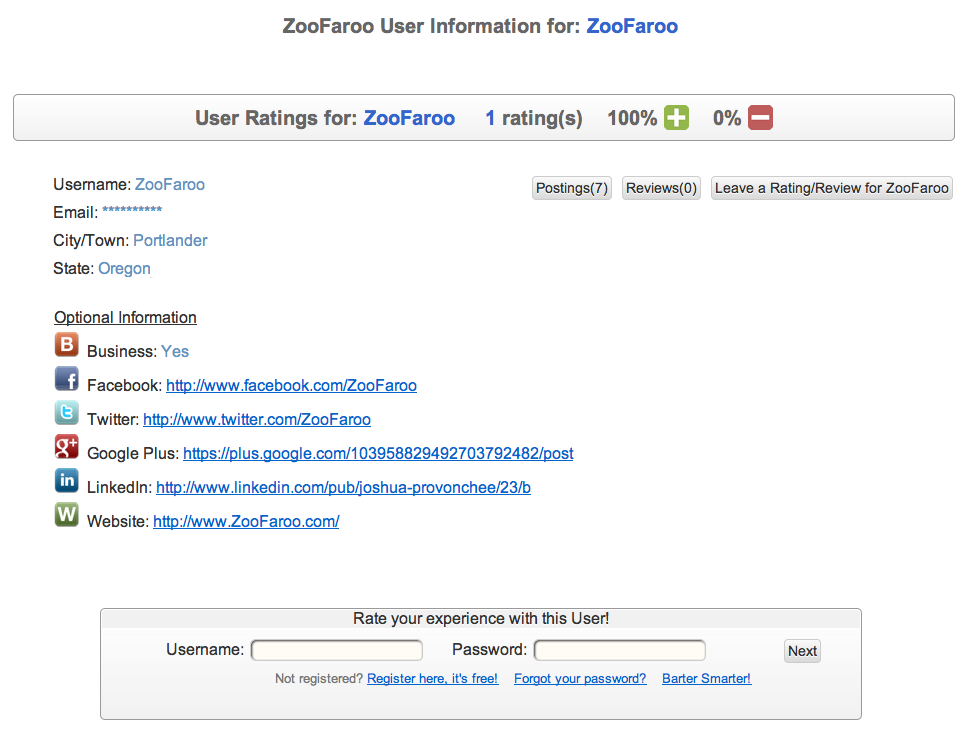 ZooFaroo User Information for: ZooFaroo
User Ratings for: ZooFaroo 1 rating(s) 100% 0%
Username: ZooFaroo
Postings(7) Reviews(0) Leave a Rating/Review for ZooFaroo
Email: **********
City/Town: Portlander
State: Oregon
Optional Information
B Business: Yes
f Facebook: http://www.facebook.com/ZooFaroo
t Twitter: http://www.twitter.com/ZooFaroo
g+ Google Plus: https://plus.google.com/103958829492703792482/post
in LinkedIn: http://www.linkedin.com/pub/joshua-provonchee/23/b
W Website: http://www.ZooFaroo.com/
Rate your experience with this User!
Username: Password: Next
Not registered? Register here, it's free! Forgot your password? Barter Smarter!